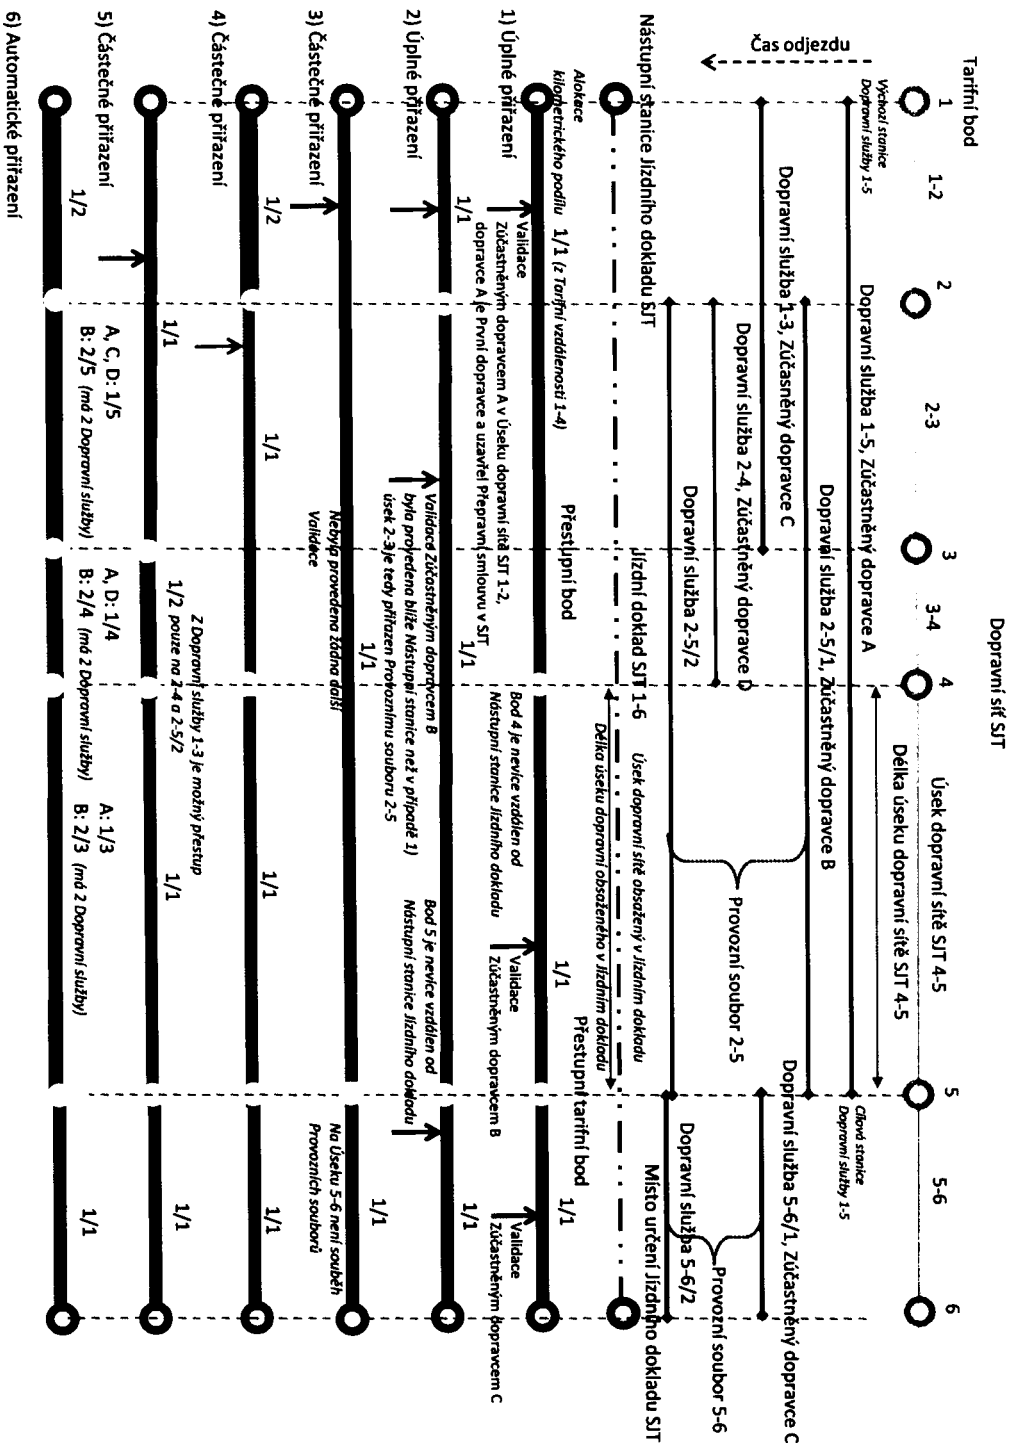 Dopravní síť SJT
Tarifní bod
1
1-2
2
2-3
3
3-4
4
Úsek dopravní sítě SJT 4-5
5
5-6
6
Délka úseku dopravní sítě SJT 4-5
Čas odjezdu
Výchozí stanice
Dopravní služby 1-5
Dopravní služba 1-5, Zúčastněný dopravce A
Cílová stanice
Dopravní služby 1-5
Dopravní služba 2-5/1, Zúčastněný dopravce B
Dopravní služba 1-3, Zúčasněný dopravce C
Dopravní služba 5-6/1, Zúčastněný dopravce C
Dopravní služba 2-4, Zúčastněný dopravce D
Provozní soubor 2-5
Provozní soubor 5-6
Dopravní služba 2-5/2
Dopravní služba 5-6/2
Nástupní stanice Jízdního dokladu SJT
Jízdní doklad SJT 1-6
Úsek dopravní sítě obsažený v Jízdním dokladu
Délka úseku dopravní obsaženého v Jízdním dokladu
Místo určení Jízdního dokladu SJT
Přestupní bod
Přestupní tarifní bod
Alokace
kilometrického podílu
1/1 (z Tarifní vzdálenosti 1-4)
1/1
1/1
1) Úplné přiřazení
Validace
Zúčastněným dopravcem A v Úseku dopravní sítě SJT 1-2,
dopravce A je První dopravce a uzavřel Přepravní smlouvu v SJT
Bod 4 je nevíce vzdálen od
Nástupní stanice Jízdního dokladu
Validace
Zúčastněným dopravcem B
Validace
Zúčastněným dopravcem C
1/1
1/1
1/1
2) Úplné přiřazení
Validace Zúčastněným dopravcem B
byla provedena blíže Nástupní stanice než v případě 1)
úsek 2-3 je tedy přiřazen Provoznímu souboru 2-5
Bod 5 je nevíce vzdálen od
Nástupní stanice Jízdního dokladu
1/1
1/1
3) Částečné přiřazení
Nebyla provedena žádná další
Validace
Na Úseku 5-6 není souběh
Provozních souborů
1/2
1/1
1/1
1/1
4) Částečné přiřazení
Z Dopravní služby 1-3 je možný přestup
1/2 pouze na 2-4 a 2-5/2
1/1
1/1
1/1
5) Částečné přiřazení
1/2
A, C, D: 1/5
B: 2/5 (má 2 Dopravní služby)
A, D: 1/4
B: 2/4 (má 2 Dopravní služby)
A: 1/3
B: 2/3 (má 2 Dopravní služby)
1/1
6) Automatické přiřazení